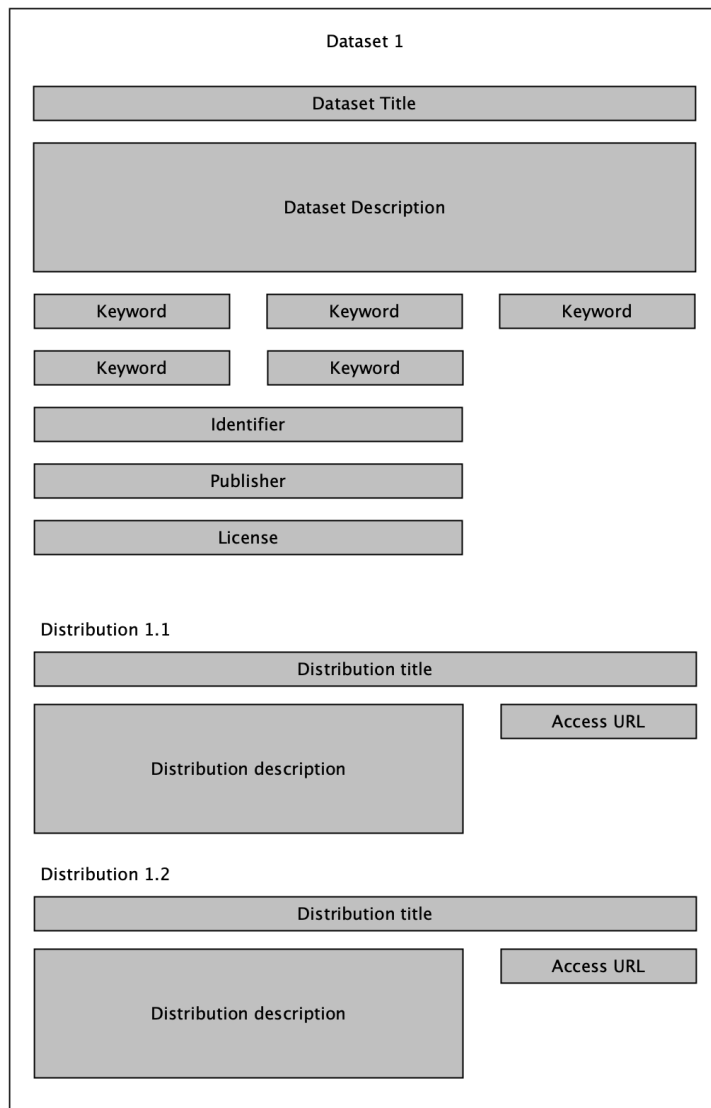 Dataset 1
Dataset Title
Dataset Description
Keyword Keyword Keyword
Keyword Keyword
Identifier
Publisher
License
Distribution 1.1
Distribution title
Distribution description Access URL
Distribution 1.2
Distribution title
Distribution description Access URL